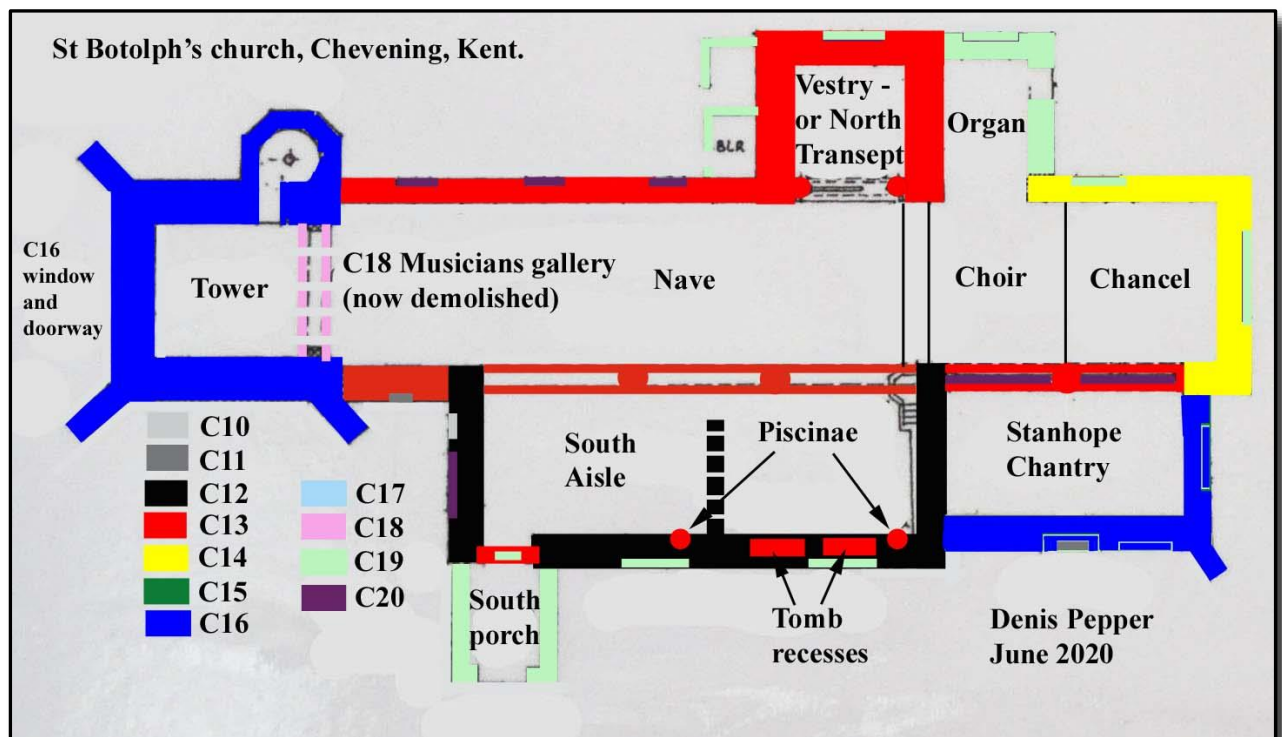 St Botolph's church, Chevening, Kent.
Vestry -
or North
Transept
Organ
BLR
C16
window
and
doorway
Tower
C18 Musicians gallery
(now demolished)
Nave
Choir
Chancel
South
Aisle
Piscinae
Stanhope
Chantry
C10
C11
C12
C13
C14
C15
C16
C17
C18
C19
C20
South
porch
Tomb
recesses
Denis Pepper
June 2020